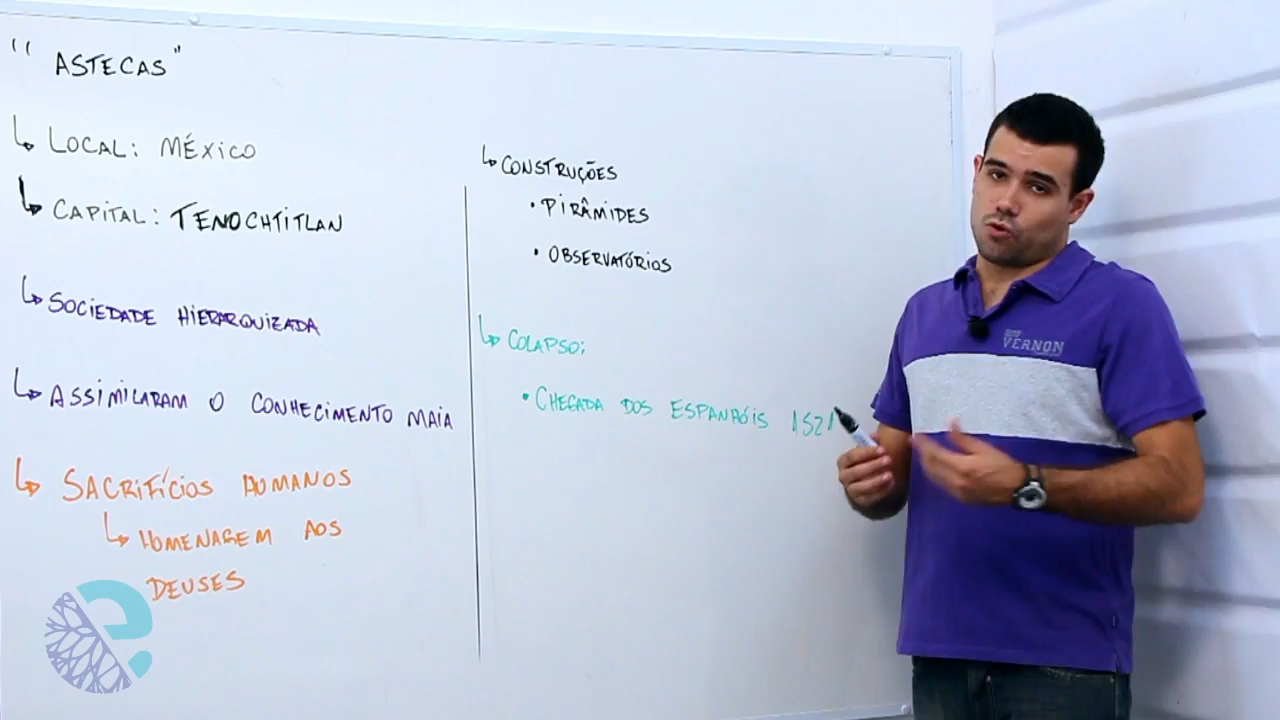 "ASTECAS"
↳ LOCAL: MÉXICO
↳ CAPITAL: TENOCHTITLAN
↳ SOCIEDADE HIERARQUIZADA
↳ ASSIMILARAM O CONHECIMENTO MAIA
↳ SACRIFÍCIOS HUMANOS
↳ HOMENAGEM AOS
DEUSES
↳ CONSTRUÇÕES
• PIRÂMIDES
• OBSERVATÓRIOS
↳ COLAPSO:
• CHEGADA DOS ESPANHÓIS 1521
VERNON